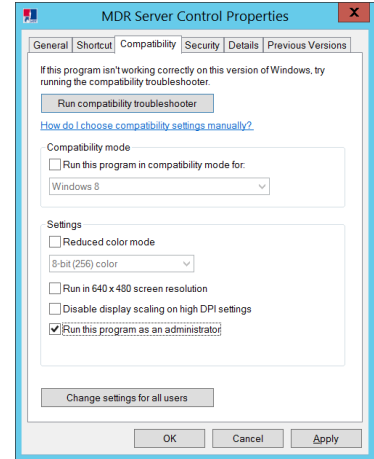 MDR Server Control Properties
X
General Shortcut Compatibility Security Details Previous Versions
If this program isn't working correctly on this version of Windows, try
running the compatibility troubleshooter.
Run compatibility troubleshooter
How do I choose compatibility settings manually?
Compatibility mode
Run this program in compatibility mode for:
Windows 8
Settings
Reduced color mode
8-bit (256) color
Run in 640 x 480 screen resolution
Disable display scaling on high DPI settings
Run this program as an administrator
Change settings for all users
OK Cancel Apply